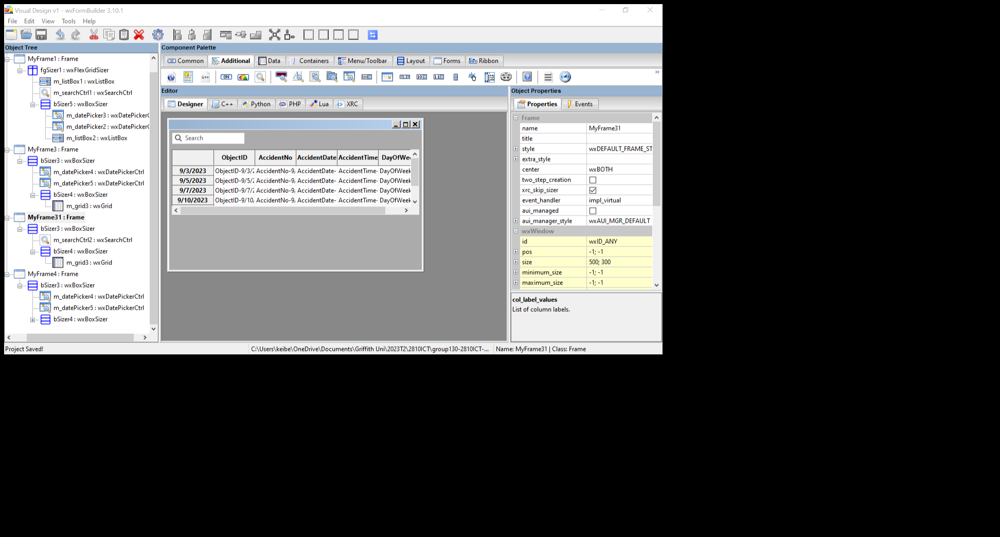 Visual Design v1 - wxFormBuilder 3.10.1
File Edit View Tools Help
Object Tree
MyFrame1 : Frame
fgSizer1 : wxFlexGridSizer
m_listBox1 : wxListBox
m_searchCtrl1 : wxSearchCtrl
bSizer5 : wxBoxSizer
m_datePicker3 : wxDatePickerC
m_datePicker2 : wxDatePickerC
m_listBox2 : wxListBox
MyFrame3 : Frame
bSizer3 : wxBoxSizer
m_datePicker4 : wxDatePickerCtrl
m_datePicker5 : wxDatePickerCtrl
bSizer4 : wxBoxSizer
m_grid3 : wxGrid
MyFrame31 : Frame
bSizer3 : wxBoxSizer
m_searchCtrl2 : wxSearchCtrl
bSizer4 : wxBoxSizer
m_grid3 : wxGrid
MyFrame4 : Frame
bSizer3 : wxBoxSizer
m_datePicker4 : wxDatePickerCtrl
m_datePicker5 : wxDatePickerCtrl
bSizer4 : wxBoxSizer
Component Palette
Common Additional Data Containers Menu/Toolbar Layout Forms Ribbon
Editor
Designer C++ Python PHP Lua XRC
Search
ObjectID AccidentNo AccidentDate AccidentTime DayOfWee
9/3/2023 ObjectID-9/3/2 AccidentNo-9, AccidentDate- AccidentTime- DayOfWeek
9/5/2023 ObjectID-9/5/2 AccidentNo-9, AccidentDate- AccidentTime- DayOfWeek
9/7/2023 ObjectID-9/7/2 AccidentNo-9, AccidentDate- AccidentTime- DayOfWeek
9/10/2023 ObjectID-9/10, AccidentNo-9, AccidentDate- AccidentTime- DayOfWeek
Object Properties
Properties Events
Frame
name MyFrame31
title
style wxDEFAULT_FRAME_ST
extra_style
center wxBOTH
two_step_creation
xrc_skip_sizer
event_handler impl_virtual
aui_managed
aui_manager_style wxAUI_MGR_DEFAULT
wxWindow
id wxID_ANY
pos -1; -1
size 500; 300
minimum_size -1; -1
maximum_size -1; -1
col_label_values
List of column labels.
Project Saved! C:\Users\keibe\OneDrive\Documents\Griffith Uni\2023T2\2810ICT\group130-2810ICT-... Name: MyFrame31 | Class: Frame